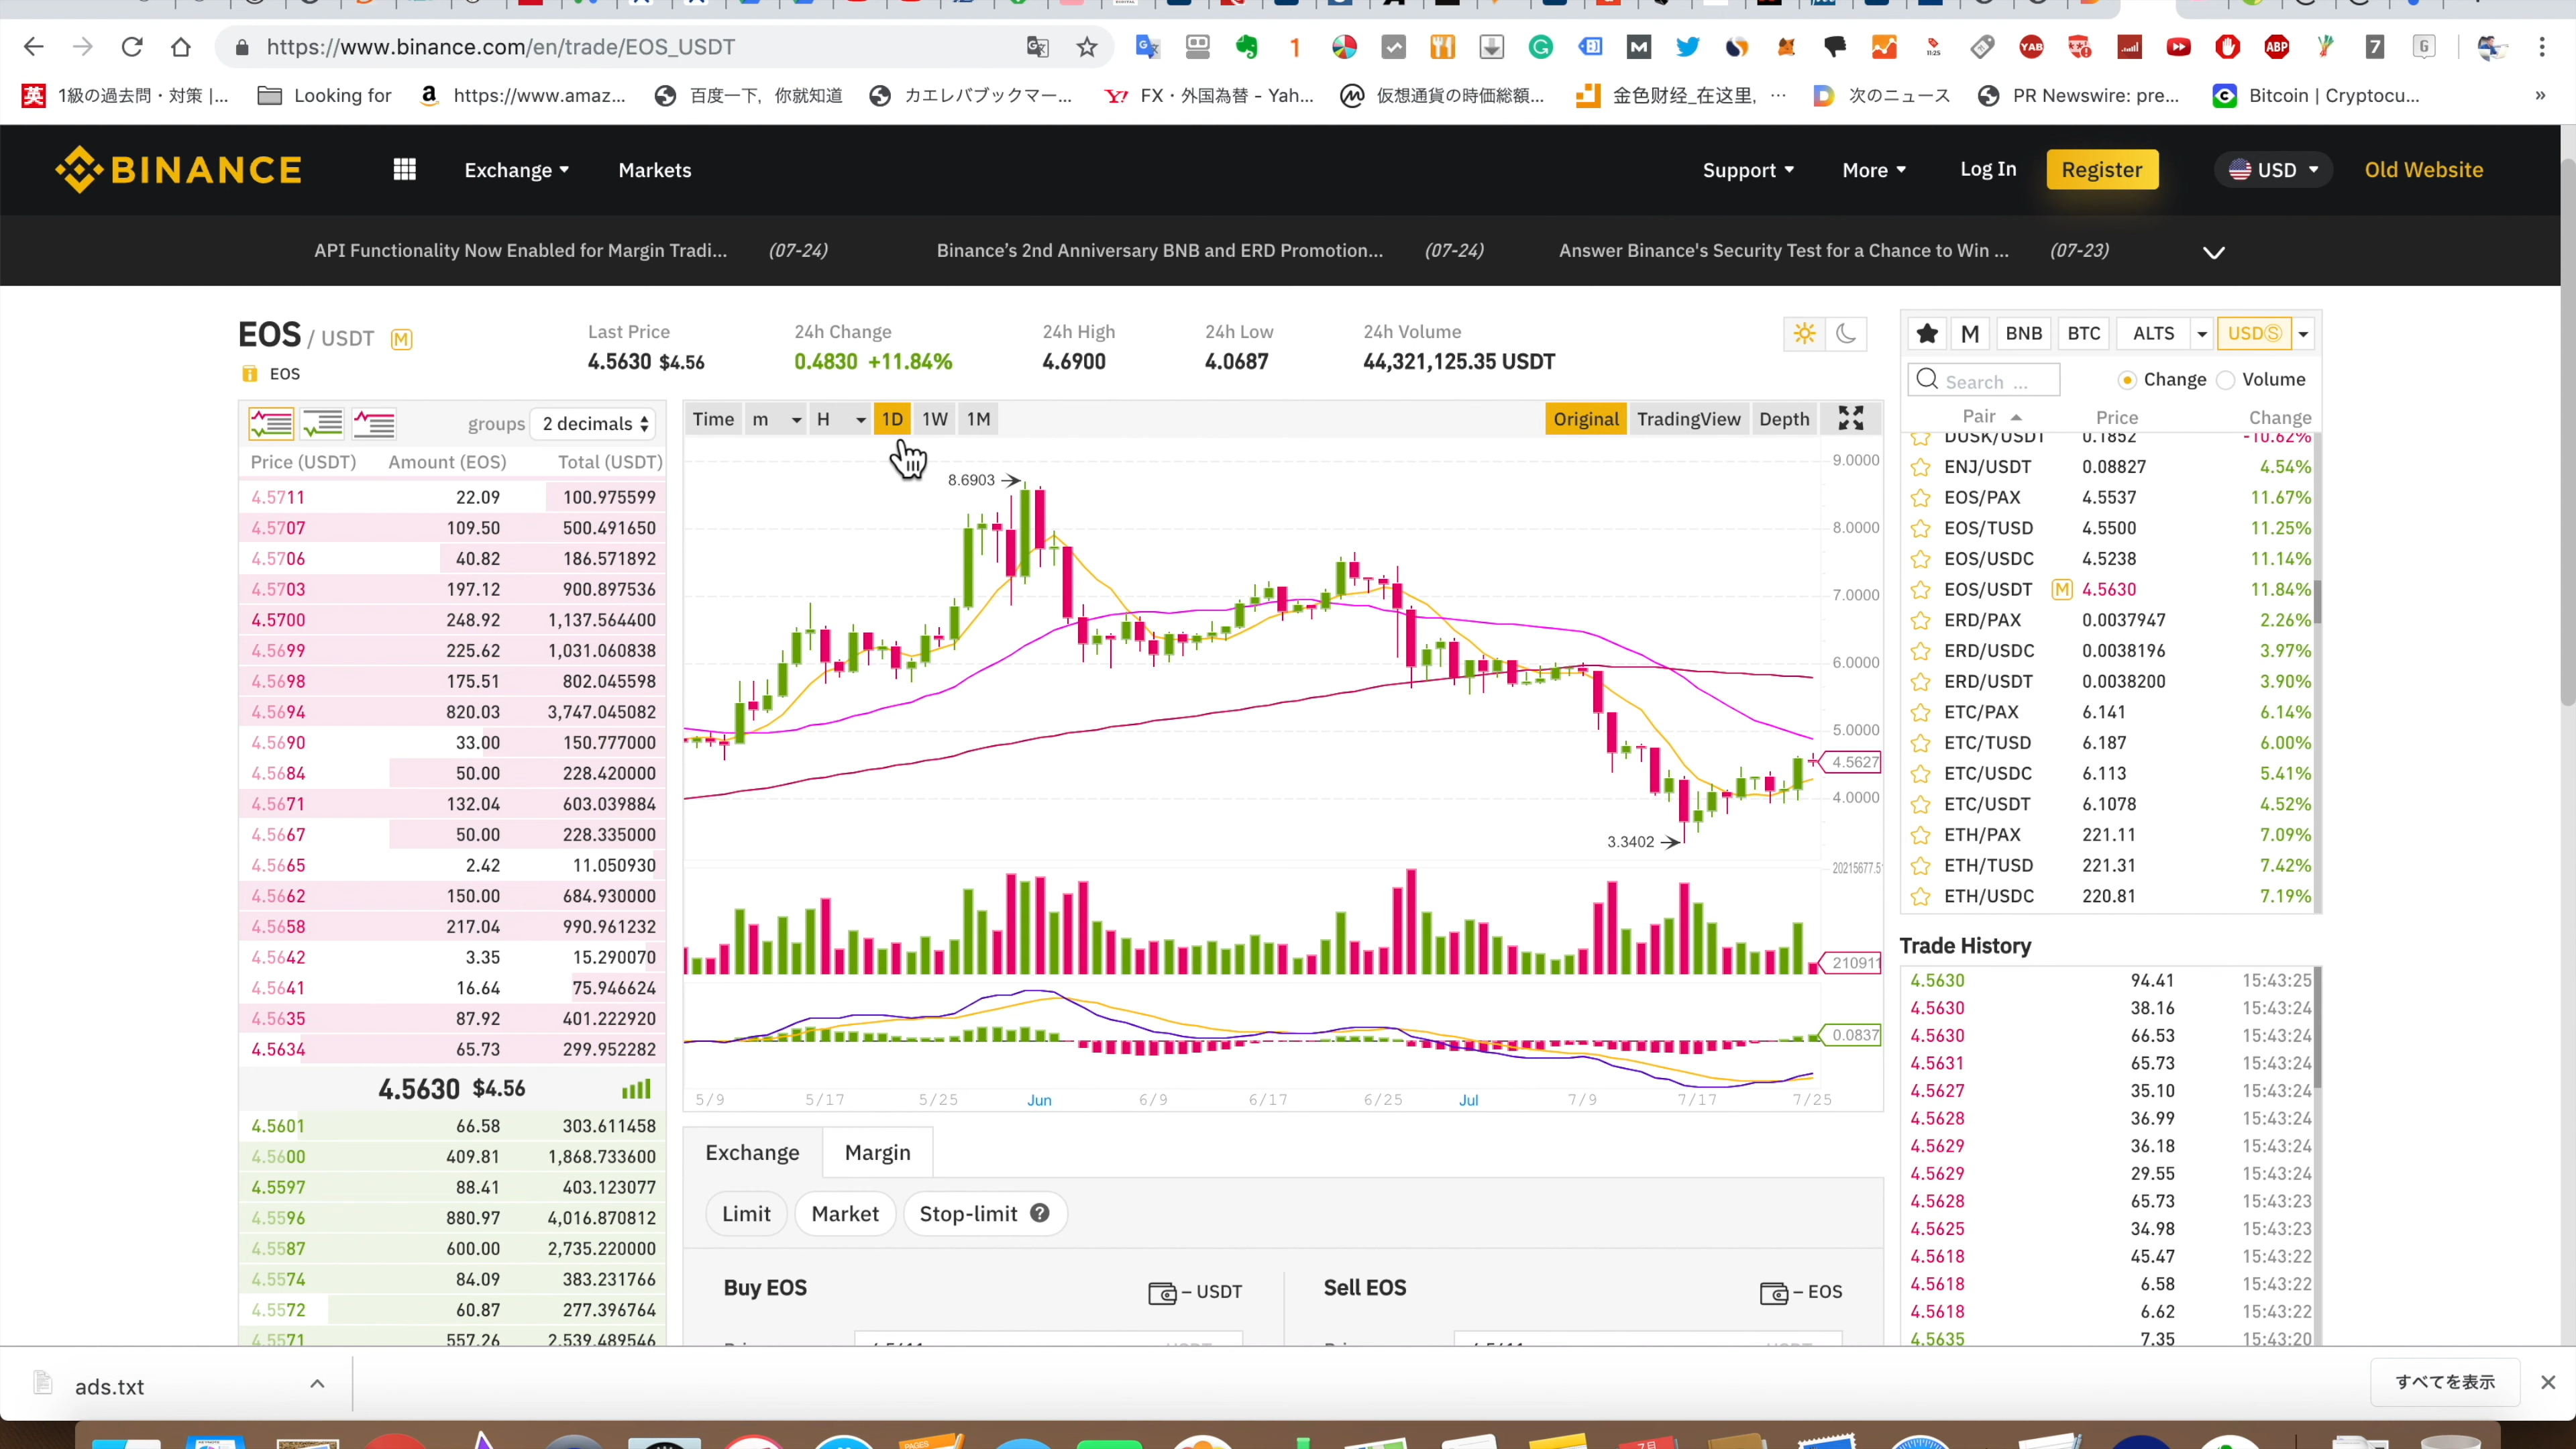 https://www.binance.com/en/trade/EOS_USDT
1級の過去問・対策 |...
Looking for
https://www.amaz...
百度一下，你就知道
カエレバブックマー...
FX・外国為替 - Yah...
仮想通貨の時価総額...
金色财经_在这里, ...
次のニュース
PR Newswire: pre...
Bitcoin | Cryptocu...
BINANCE Exchange Markets Support More Log In Register USD Old Website
API Functionality Now Enabled for Margin Tradi... (07-24) Binance’s 2nd Anniversary BNB and ERD Promotion... (07-24) Answer Binance's Security Test for a Chance to Win ... (07-23)
EOS / USDT M
EOS
Last Price
4.5630 $4.56
24h Change
0.4830 +11.84%
24h High
4.6900
24h Low
4.0687
24h Volume
44,321,125.35 USDT
groups 2 decimals
Price (USDT) Amount (EOS) Total (USDT)
4.5711 22.09 100.975599
4.5707 109.50 500.491650
4.5706 40.82 186.571892
4.5703 197.12 900.897536
4.5700 248.92 1,137.564400
4.5699 225.62 1,031.060838
4.5698 175.51 802.045598
4.5694 820.03 3,747.045082
4.5690 33.00 150.777000
4.5684 50.00 228.420000
4.5671 132.04 603.039884
4.5667 50.00 228.335000
4.5665 2.42 11.050930
4.5662 150.00 684.930000
4.5658 217.04 990.961232
4.5642 3.35 15.290070
4.5641 16.64 75.946624
4.5635 87.92 401.222920
4.5634 65.73 299.952282
4.5630 $4.56
4.5601 66.58 303.611458
4.5600 409.81 1,868.733600
4.5597 88.41 403.123077
4.5596 880.97 4,016.870812
4.5587 600.00 2,735.220000
4.5574 84.09 383.231766
4.5572 60.87 277.396764
4.5571 557.26 2,539.489546
Time m H 1D 1W 1M Original TradingView Depth
9.0000
8.6903
8.0000
7.0000
6.0000
5.0000
4.5627
4.0000
3.3402
20215677.5
210911
0.0837
5/9 5/17 5/25 Jun 6/9 6/17 6/25 Jul 7/9 7/17 7/25
Exchange Margin
Limit Market Stop-limit ?
Buy EOS – USDT Sell EOS – EOS
M BNB BTC ALTS USDⓈ
Search ... Change Volume
Pair Price Change
DUSK/USDT 0.1852 -10.62%
ENJ/USDT 0.08827 4.54%
EOS/PAX 4.5537 11.67%
EOS/TUSD 4.5500 11.25%
EOS/USDC 4.5238 11.14%
EOS/USDT M 4.5630 11.84%
ERD/PAX 0.0037947 2.26%
ERD/USDC 0.0038196 3.97%
ERD/USDT 0.0038200 3.90%
ETC/PAX 6.141 6.14%
ETC/TUSD 6.187 6.00%
ETC/USDC 6.113 5.41%
ETC/USDT 6.1078 4.52%
ETH/PAX 221.11 7.09%
ETH/TUSD 221.31 7.42%
ETH/USDC 220.81 7.19%
Trade History
4.5630 94.41 15:43:25
4.5630 38.16 15:43:24
4.5630 66.53 15:43:24
4.5631 65.73 15:43:24
4.5627 35.10 15:43:24
4.5628 36.99 15:43:24
4.5629 36.18 15:43:24
4.5629 29.55 15:43:24
4.5628 65.73 15:43:23
4.5625 34.98 15:43:23
4.5618 45.47 15:43:22
4.5618 6.58 15:43:22
4.5618 6.62 15:43:22
4.5635 7.35 15:43:20
ads.txt すべてを表示